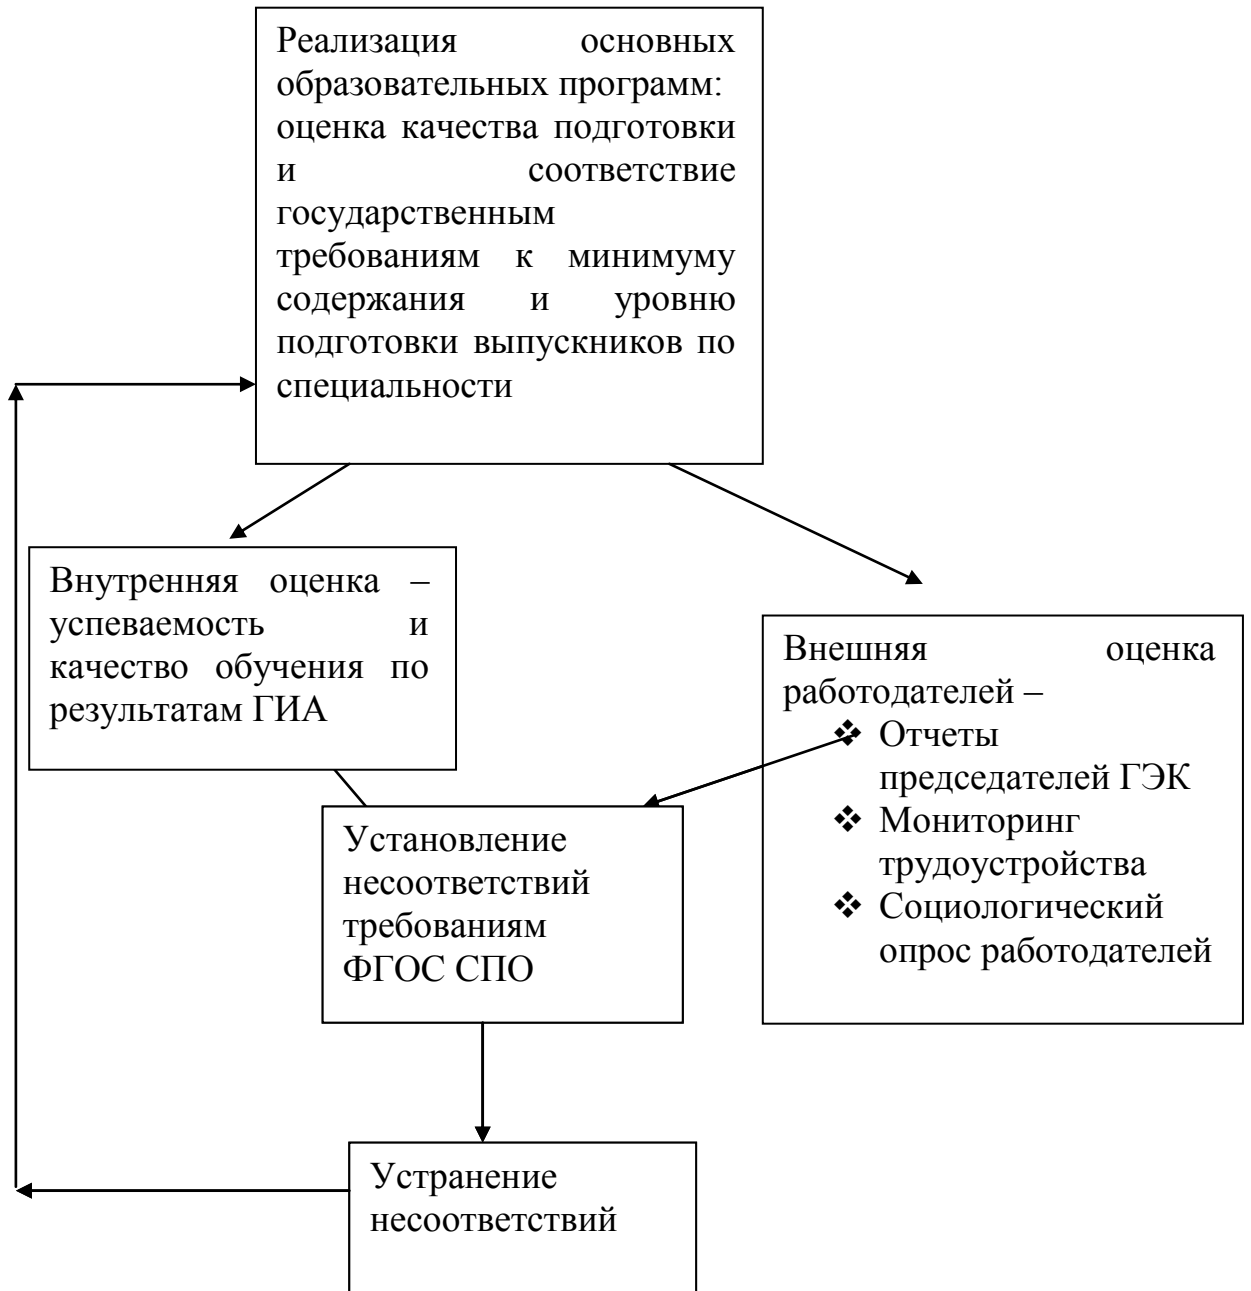 Реализация основных
образовательных программ:
оценка качества подготовки
и соответствие
государственным
требованиям к минимуму
содержания и уровню
подготовки выпускников по
специальности
Внутренняя оценка –
успеваемость и
качество обучения по
результатам ГИА
Внешняя оценка
работодателей –
❖ Отчеты
председателей ГЭК
❖ Мониторинг
трудоустройства
❖ Социологический
опрос работодателей
Установление
несоответствий
требованиям
ФГОС СПО
Устранение
несоответствий